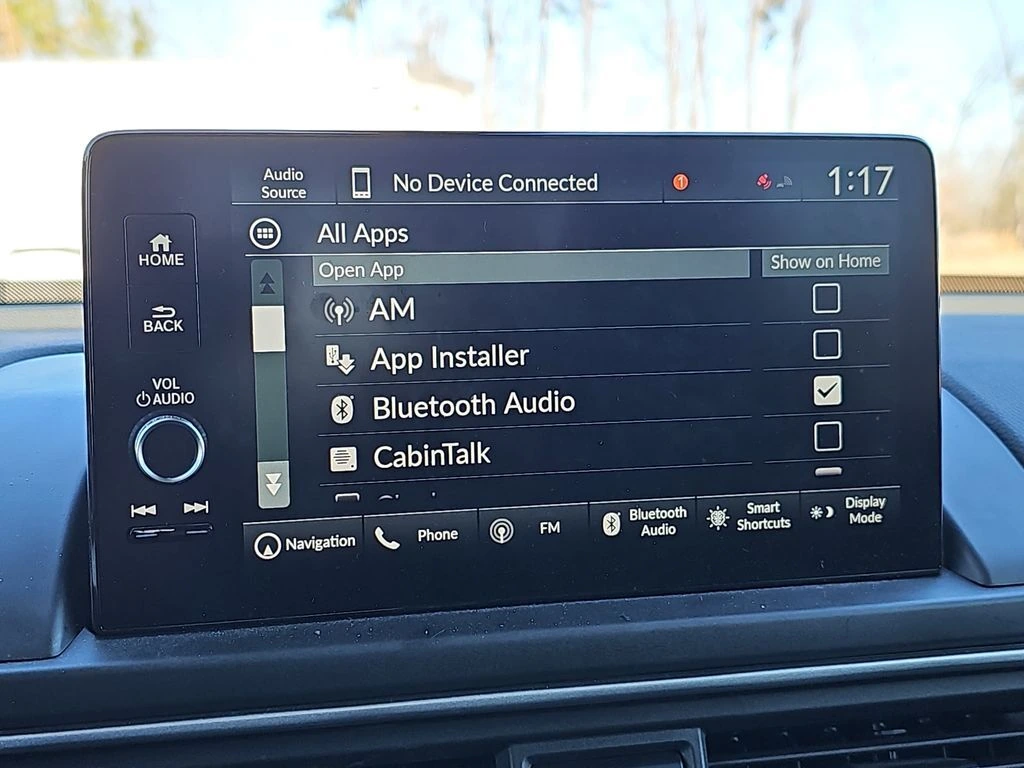 Audio
Source
No Device Connected
1
1:17
HOME
All Apps
Open App
Show on Home
AM
BACK
App Installer
VOL
AUDIO
Bluetooth Audio
CabinTalk
Navigation
Phone
FM
Bluetooth
Audio
Smart
Shortcuts
Display
Mode